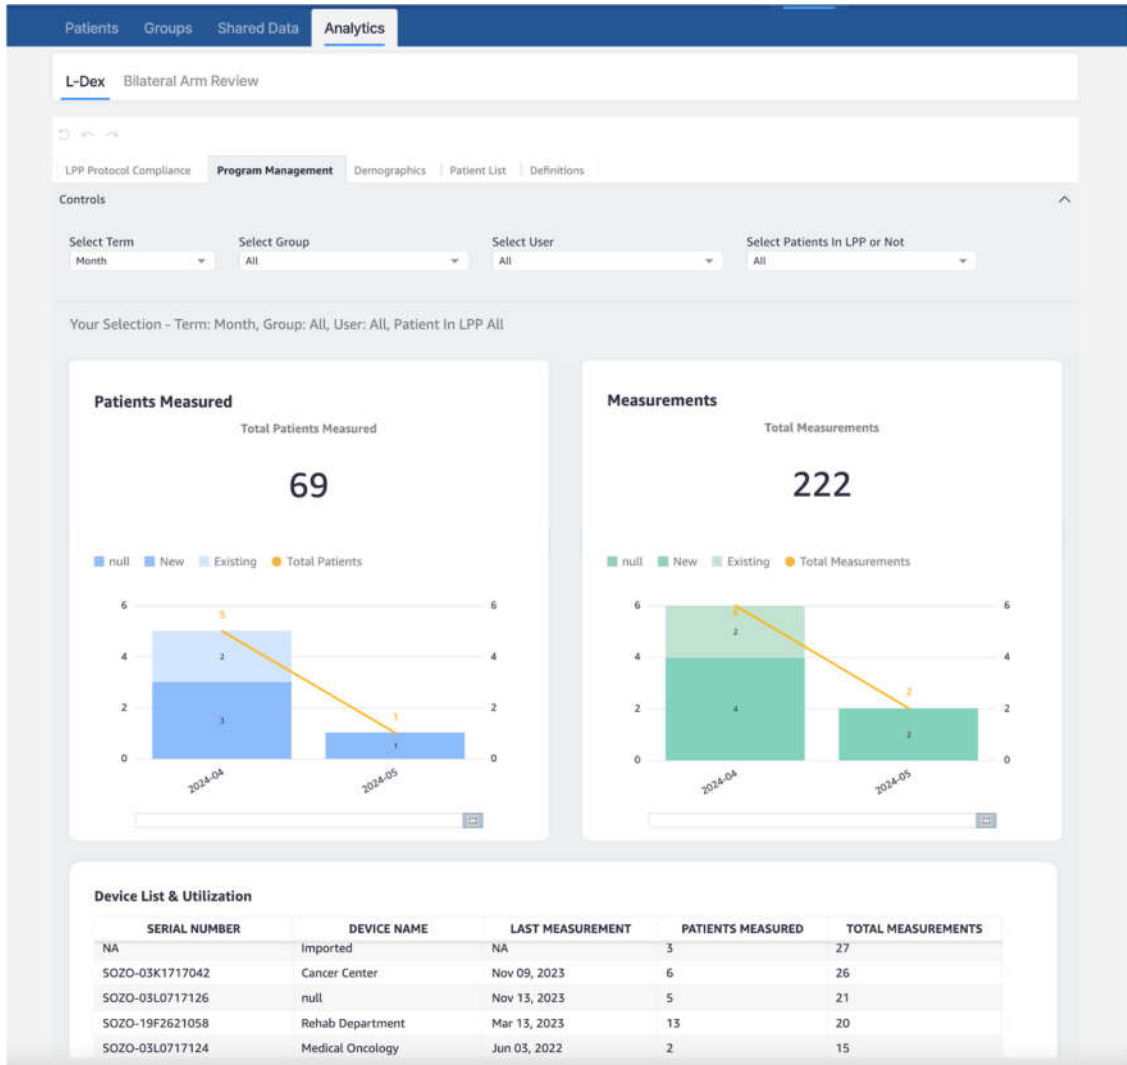 Patients Groups Shared Data Analytics
L-Dex Bilateral Arm Review
LPP Protocol Compliance Program Management Demographics Patient List Definitions
Controls
Select Term Select Group Select User Select Patients In LPP or Not
Month All All All
Your Selection - Term: Month, Group: All, User: All, Patient In LPP All
Patients Measured
Total Patients Measured
69
null New Existing Total Patients
6 6
5
4 2 4
2 3 1 2
0 1 0
2024-04 2024-05
Measurements
Total Measurements
222
null New Existing Total Measurements
6 6 6
2
4 4
2 4 2 2
2
0 0
2024-04 2024-05
Device List & Utilization
SERIAL NUMBER DEVICE NAME LAST MEASUREMENT PATIENTS MEASURED TOTAL MEASUREMENTS
NA Imported NA 3 27
SOZO-03K1717042 Cancer Center Nov 09, 2023 6 26
SOZO-03L0717126 null Nov 13, 2023 5 21
SOZO-19F2621058 Rehab Department Mar 13, 2023 13 20
SOZO-03L0717124 Medical Oncology Jun 03, 2022 2 15